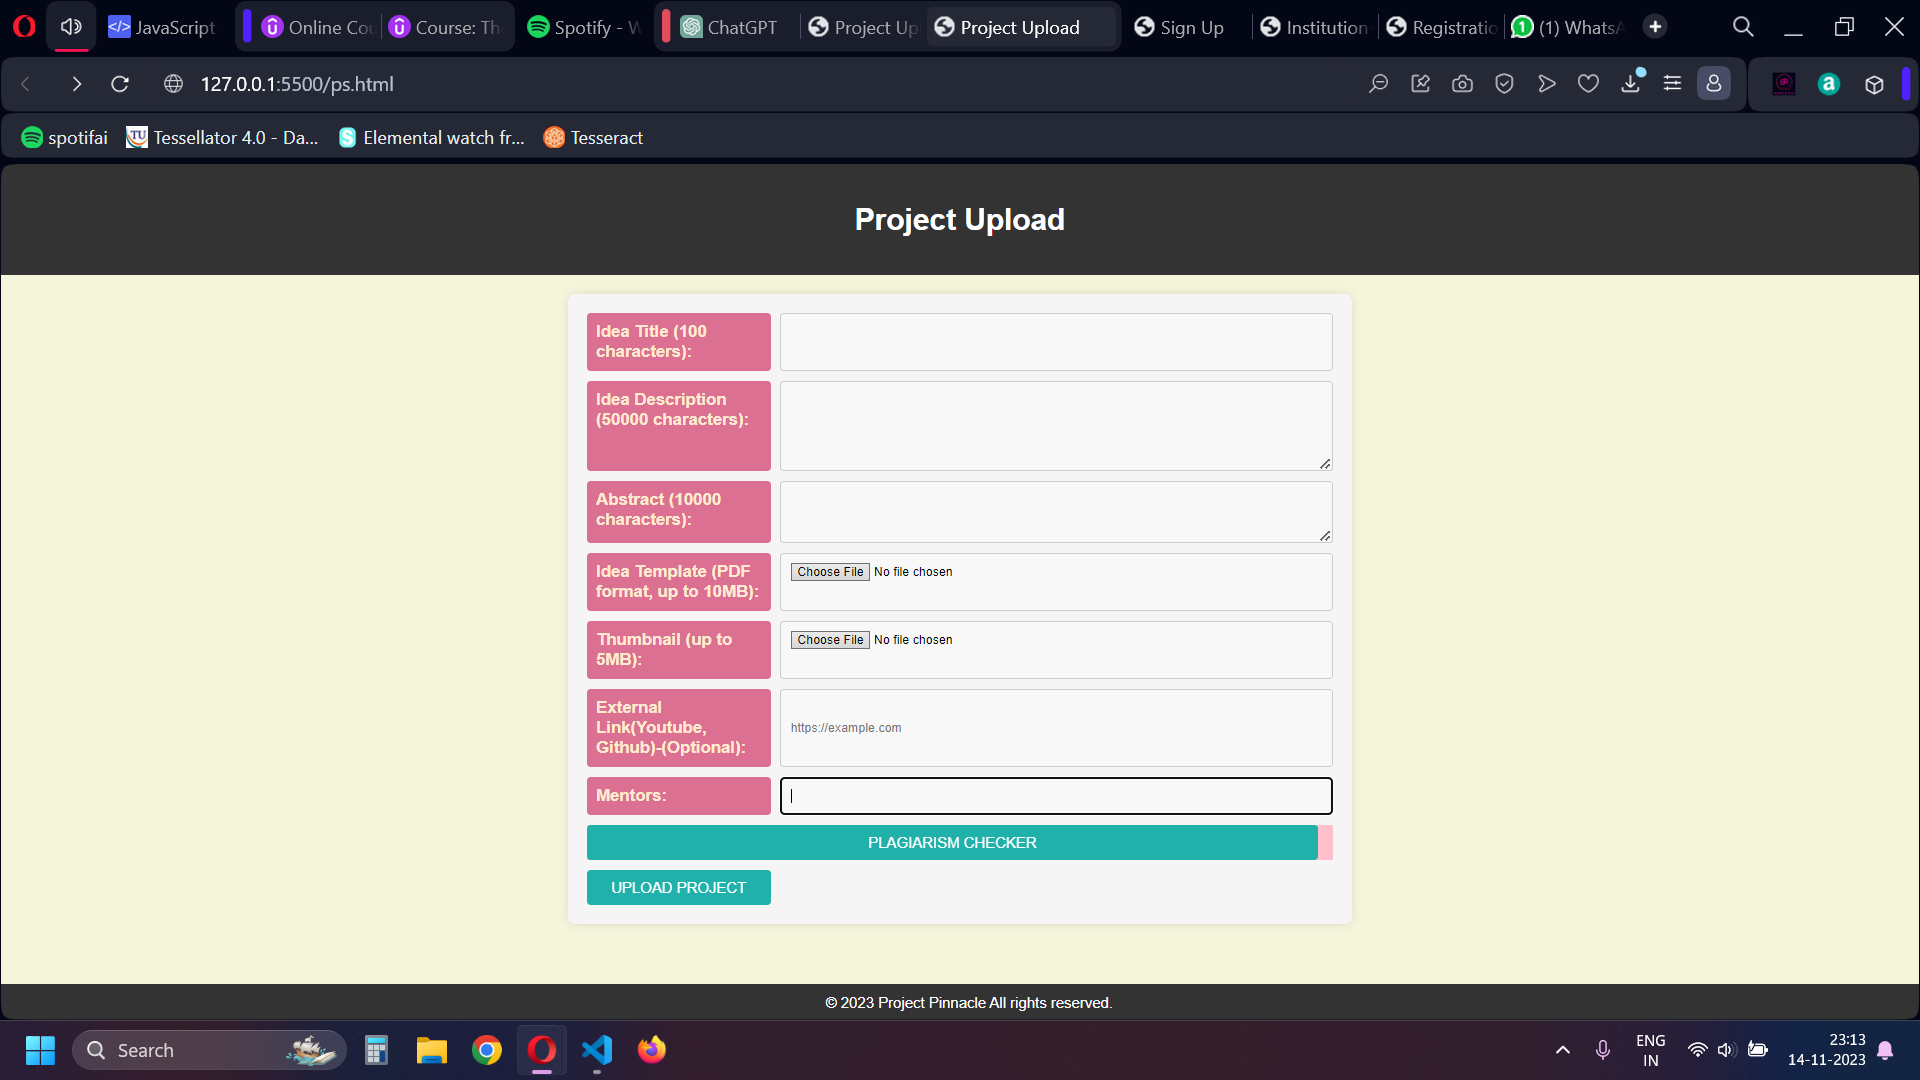 JavaScript
Online Cou
Course: Th
Spotify - W
ChatGPT
Project Up
Project Upload
Sign Up
Institution
Registratio
(1) WhatsA
127.0.0.1:5500/ps.html
spotifai
Tessellator 4.0 - Da...
Elemental watch fr...
Tesseract
Project Upload
Idea Title (100
characters):
Idea Description
(50000 characters):
Abstract (10000
characters):
Idea Template (PDF
format, up to 10MB):
Choose File No file chosen
Thumbnail (up to
5MB):
Choose File No file chosen
External
Link(Youtube,
Github)-(Optional):
https://example.com
Mentors:
PLAGIARISM CHECKER
UPLOAD PROJECT
© 2023 Project Pinnacle All rights reserved.
Search
ENG
IN
23:13
14-11-2023